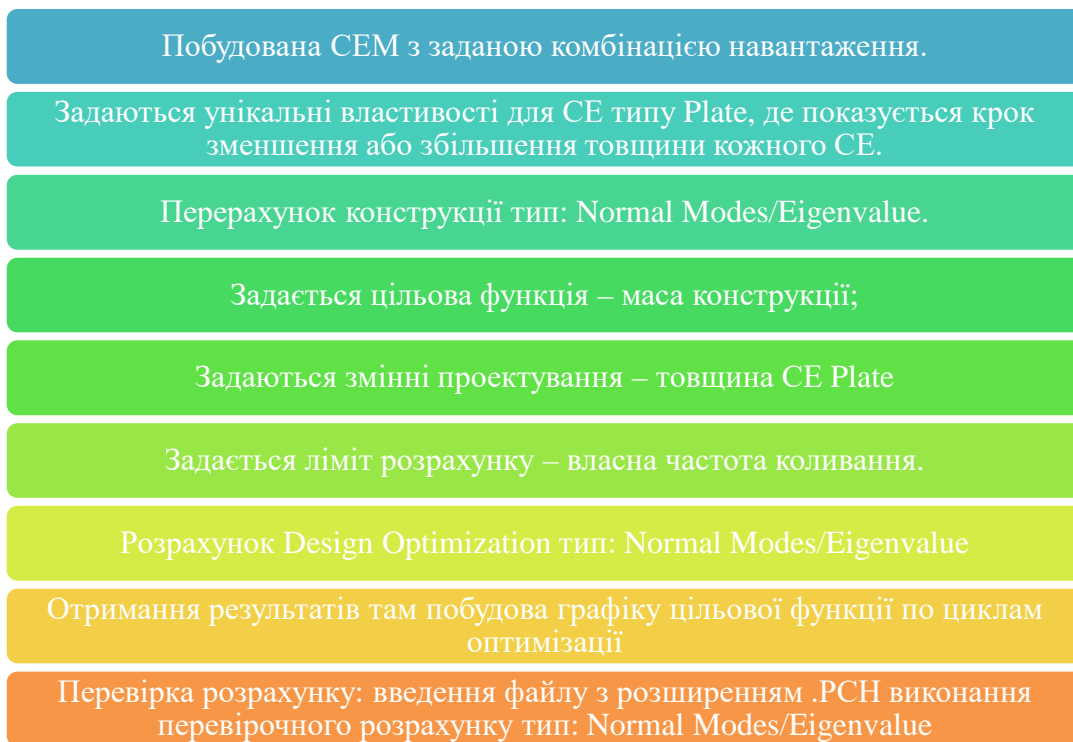 Побудована СЕМ з заданою комбінацією навантаження.
Задаються унікальні властивості для СЕ типу Plate, де показується крок
зменшення або збільшення товщини кожного СЕ.
Перерахунок конструкції тип: Normal Modes/Eigenvalue.
Задається цільова функція – маса конструкції;
Задаються змінні проектування – товщина СЕ Plate
Задається ліміт розрахунку – власна частота коливання.
Розрахунок Design Optimization тип: Normal Modes/Eigenvalue
Отримання результатів там побудова графіку цільової функції по циклам
оптимізації
Перевірка розрахунку: введення файлу з розширенням .PCH виконання
перевірочного розрахунку тип: Normal Modes/Eigenvalue